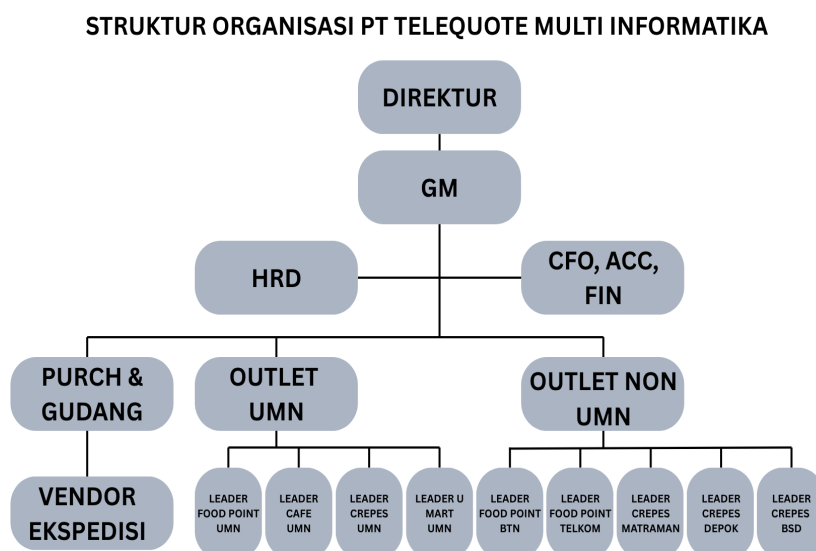 STRUKTUR ORGANISASI PT TELEQUOTE MULTI INFORMATIKA
DIREKTUR
GM
HRD
CFO, ACC,
FIN
PURCH &
GUDANG
OUTLET
UMN
OUTLET NON
UMN
VENDOR
EKSPEDISI
LEADER
FOOD POINT
UMN
LEADER
CAFE
UMN
LEADER
CREPES
UMN
LEADER U
MART
UMN
LEADER
FOOD POINT
BTN
LEADER
FOOD POINT
TELKOM
LEADER
CREPES
MATRAMAN
LEADER
CREPES
DEPOK
LEADER
CREPES
BSD